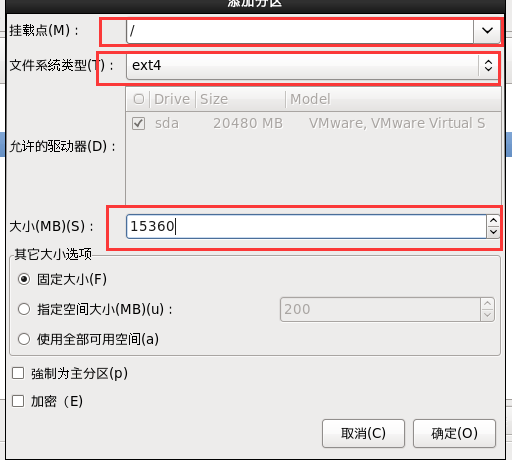 添加分区
挂载点(M)：
/
文件系统类型(T)：
ext4
Drive Size Model
sda 20480 MB VMware, VMware Virtual S
允许的驱动器(D)：
大小(MB)(S)：
15360
其它大小选项
固定大小(F)
指定空间大小(MB)(u)：
200
使用全部可用空间(a)
強制为主分区(p)
加密（E)
取消(C) 确定(O)